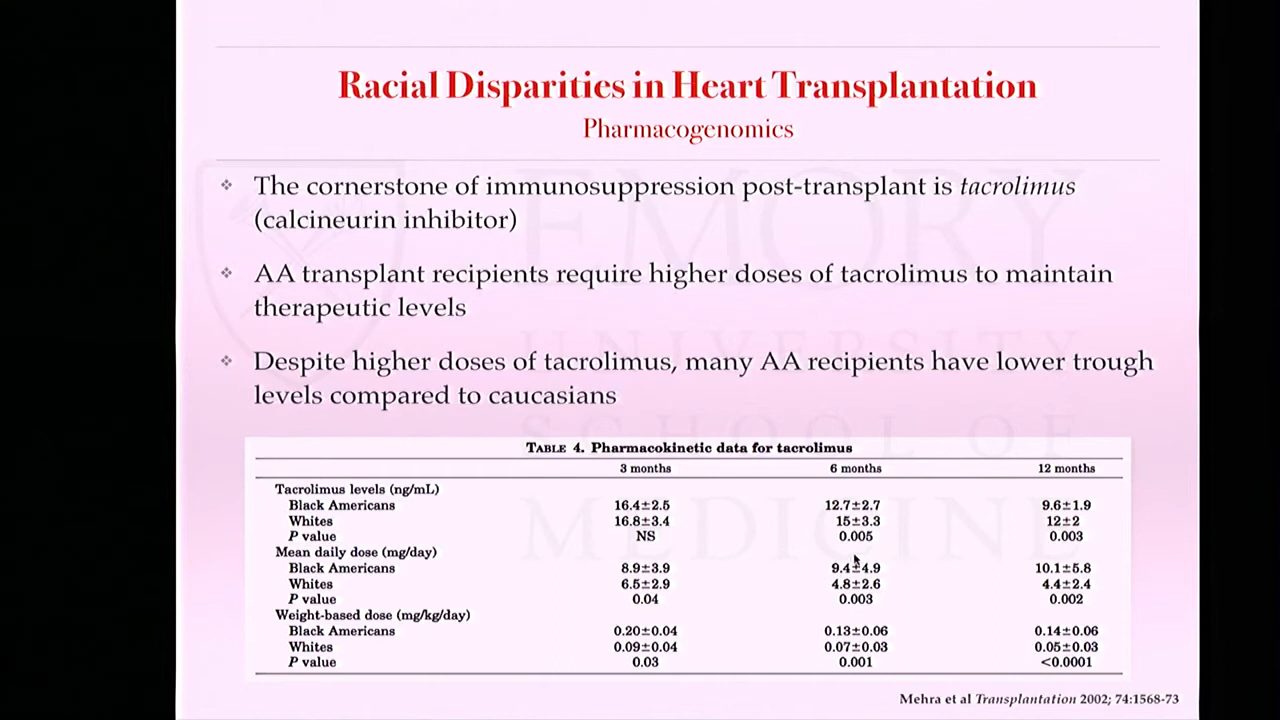 Racial Disparities in Heart Transplantation
Pharmacogenomics
❖ The cornerstone of immunosuppression post-transplant is tacrolimus
(calcineurin inhibitor)
❖ AA transplant recipients require higher doses of tacrolimus to maintain
therapeutic levels
❖ Despite higher doses of tacrolimus, many AA recipients have lower trough
levels compared to caucasians
EMORY
UNIVERSITY
SCHOOL OF
MEDICINE
TABLE 4. Pharmacokinetic data for tacrolimus
3 months 6 months 12 months
Tacrolimus levels (ng/mL)
Black Americans 16.4±2.5 12.7±2.7 9.6±1.9
Whites 16.8±3.4 15±3.3 12±2
P value NS 0.005 0.003
Mean daily dose (mg/day)
Black Americans 8.9±3.9 9.4±4.9 10.1±5.8
Whites 6.5±2.9 4.8±2.6 4.4±2.4
P value 0.04 0.003 0.002
Weight-based dose (mg/kg/day)
Black Americans 0.20±0.04 0.13±0.06 0.14±0.06
Whites 0.09±0.04 0.07±0.03 0.05±0.03
P value 0.03 0.001 <0.0001
Mehra et al Transplantation 2002; 74:1568-73